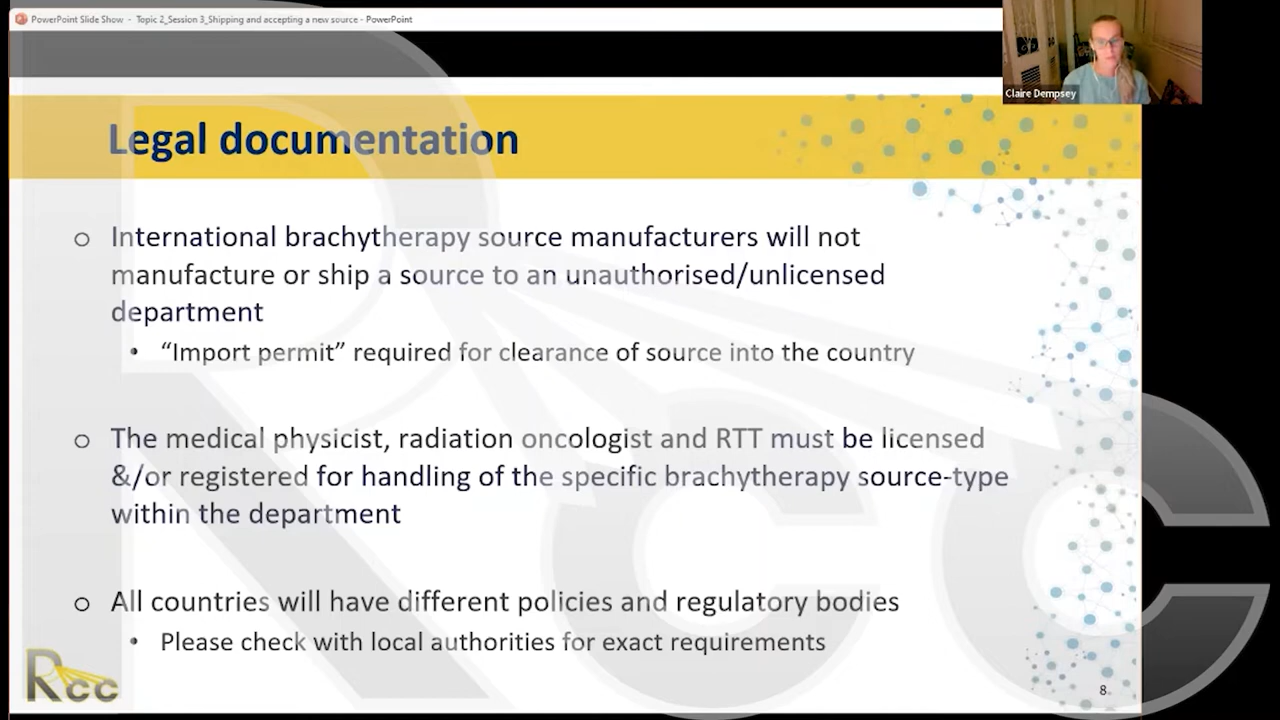 PowerPoint Slide Show - Topic 2_Session 3_Shipping and accepting a new source - PowerPoint
Claire Dempsey
Legal documentation
o International brachytherapy source manufacturers will not
manufacture or ship a source to an unauthorised/unlicensed
department
• “Import permit” required for clearance of source into the country
o The medical physicist, radiation oncologist and RTT must be licensed
&/or registered for handling of the specific brachytherapy source-type
within the department
o All countries will have different policies and regulatory bodies
• Please check with local authorities for exact requirements
Rcc
8
Rcc